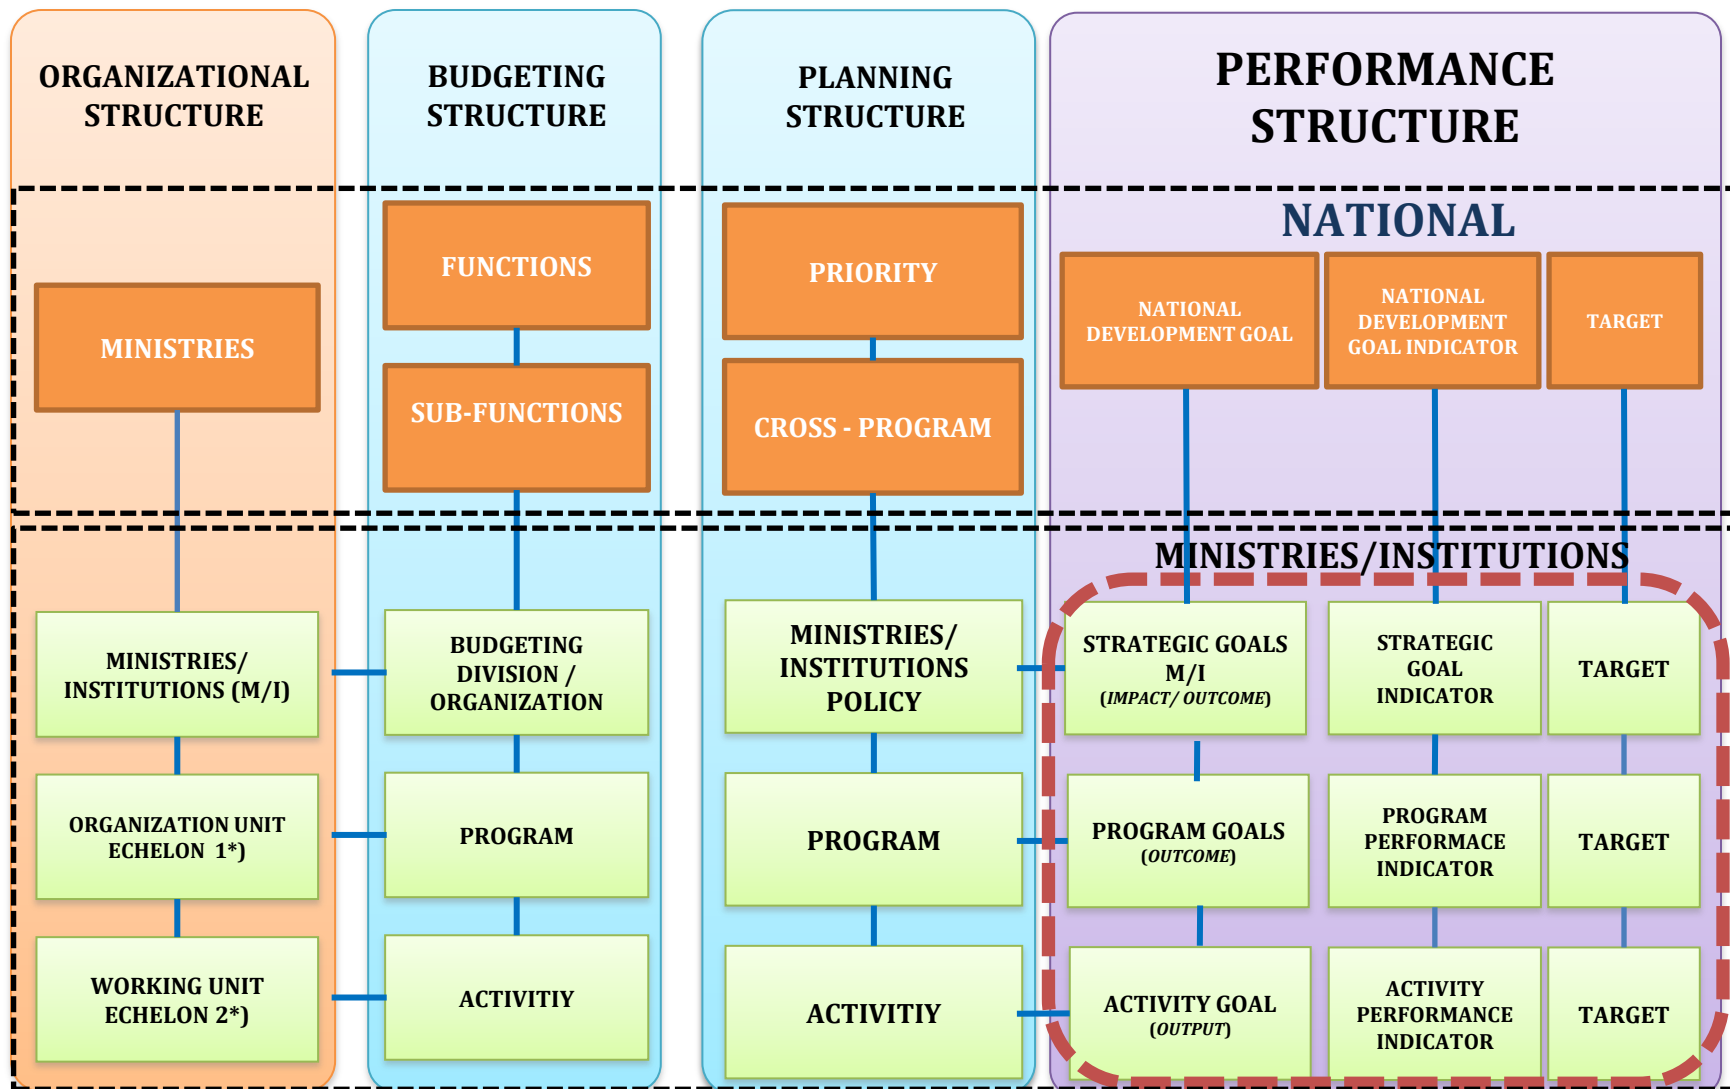 ORGANIZATIONAL
STRUCTURE
BUDGETING
STRUCTURE
PLANNING
STRUCTURE
PERFORMANCE
STRUCTURE
NATIONAL
MINISTRIES
FUNCTIONS
SUB-FUNCTIONS
PRIORITY
CROSS - PROGRAM
NATIONAL
DEVELOPMENT GOAL
NATIONAL
DEVELOPMENT
GOAL INDICATOR
TARGET
MINISTRIES/INSTITUTIONS
MINISTRIES/
INSTITUTIONS (M/I)
BUDGETING
DIVISION /
ORGANIZATION
MINISTRIES/
INSTITUTIONS
POLICY
STRATEGIC GOALS
M/I
(IMPACT/ OUTCOME)
STRATEGIC
GOAL
INDICATOR
TARGET
ORGANIZATION UNIT
ECHELON 1*)
PROGRAM
PROGRAM
PROGRAM GOALS
(OUTCOME)
PROGRAM
PERFORMACE
INDICATOR
TARGET
WORKING UNIT
ECHELON 2*)
ACTIVITIY
ACTIVITIY
ACTIVITY GOAL
(OUTPUT)
ACTIVITY
PERFORMANCE
INDICATOR
TARGET